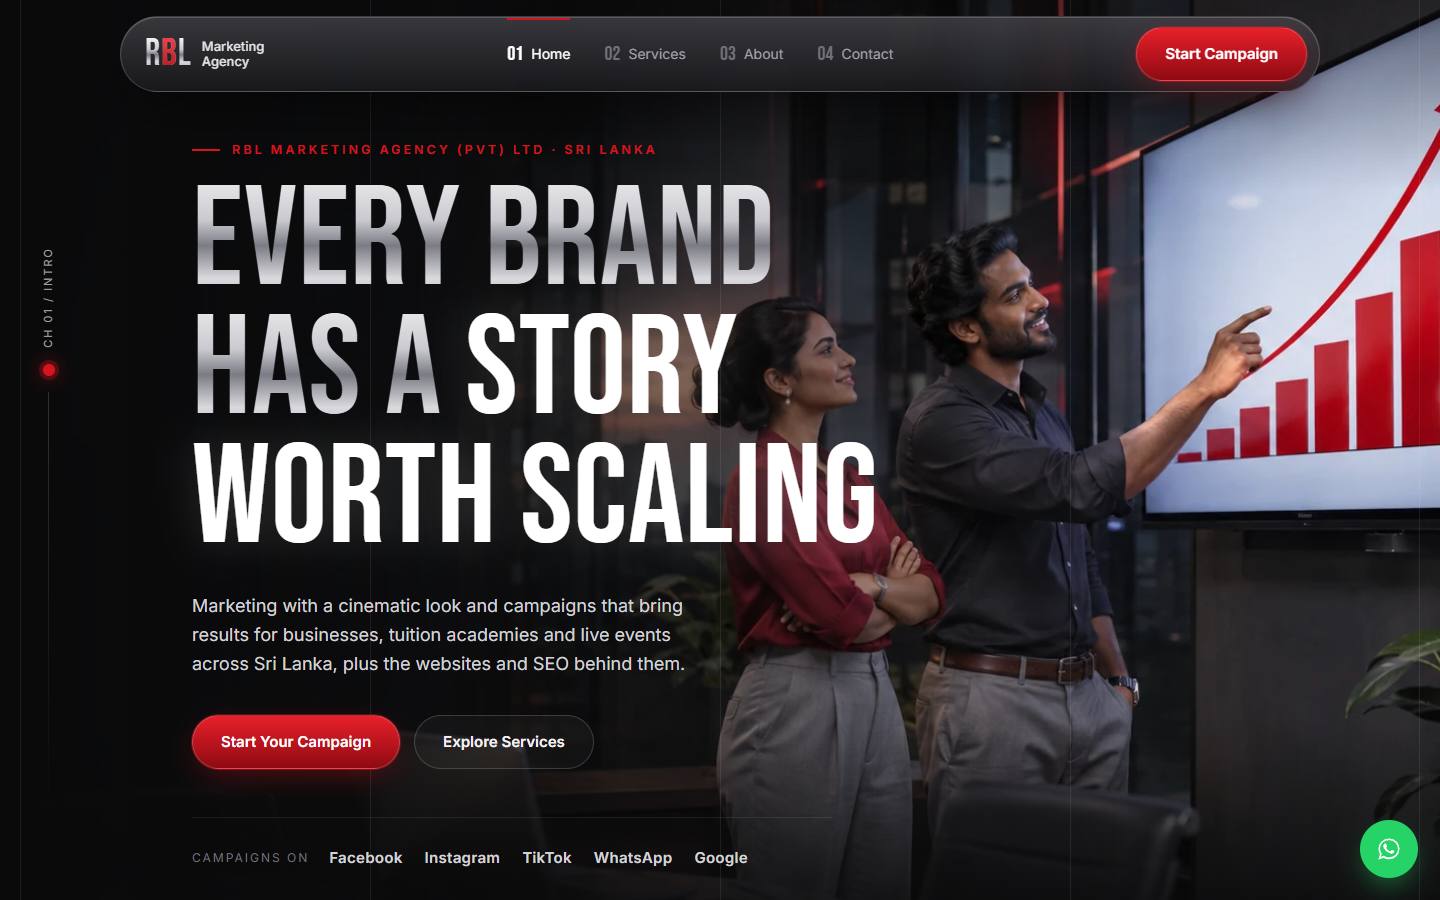 RBL Marketing
Agency
01 Home 02 Services 03 About 04 Contact
Start Campaign
RBL MARKETING AGENCY (PVT) LTD · SRI LANKA
EVERY BRAND
HAS A STORY
WORTH SCALING
CH 01 / INTRO
Marketing with a cinematic look and campaigns that bring
results for businesses, tuition academies and live events
across Sri Lanka, plus the websites and SEO behind them.
Start Your Campaign Explore Services
CAMPAIGNS ON Facebook Instagram TikTok WhatsApp Google